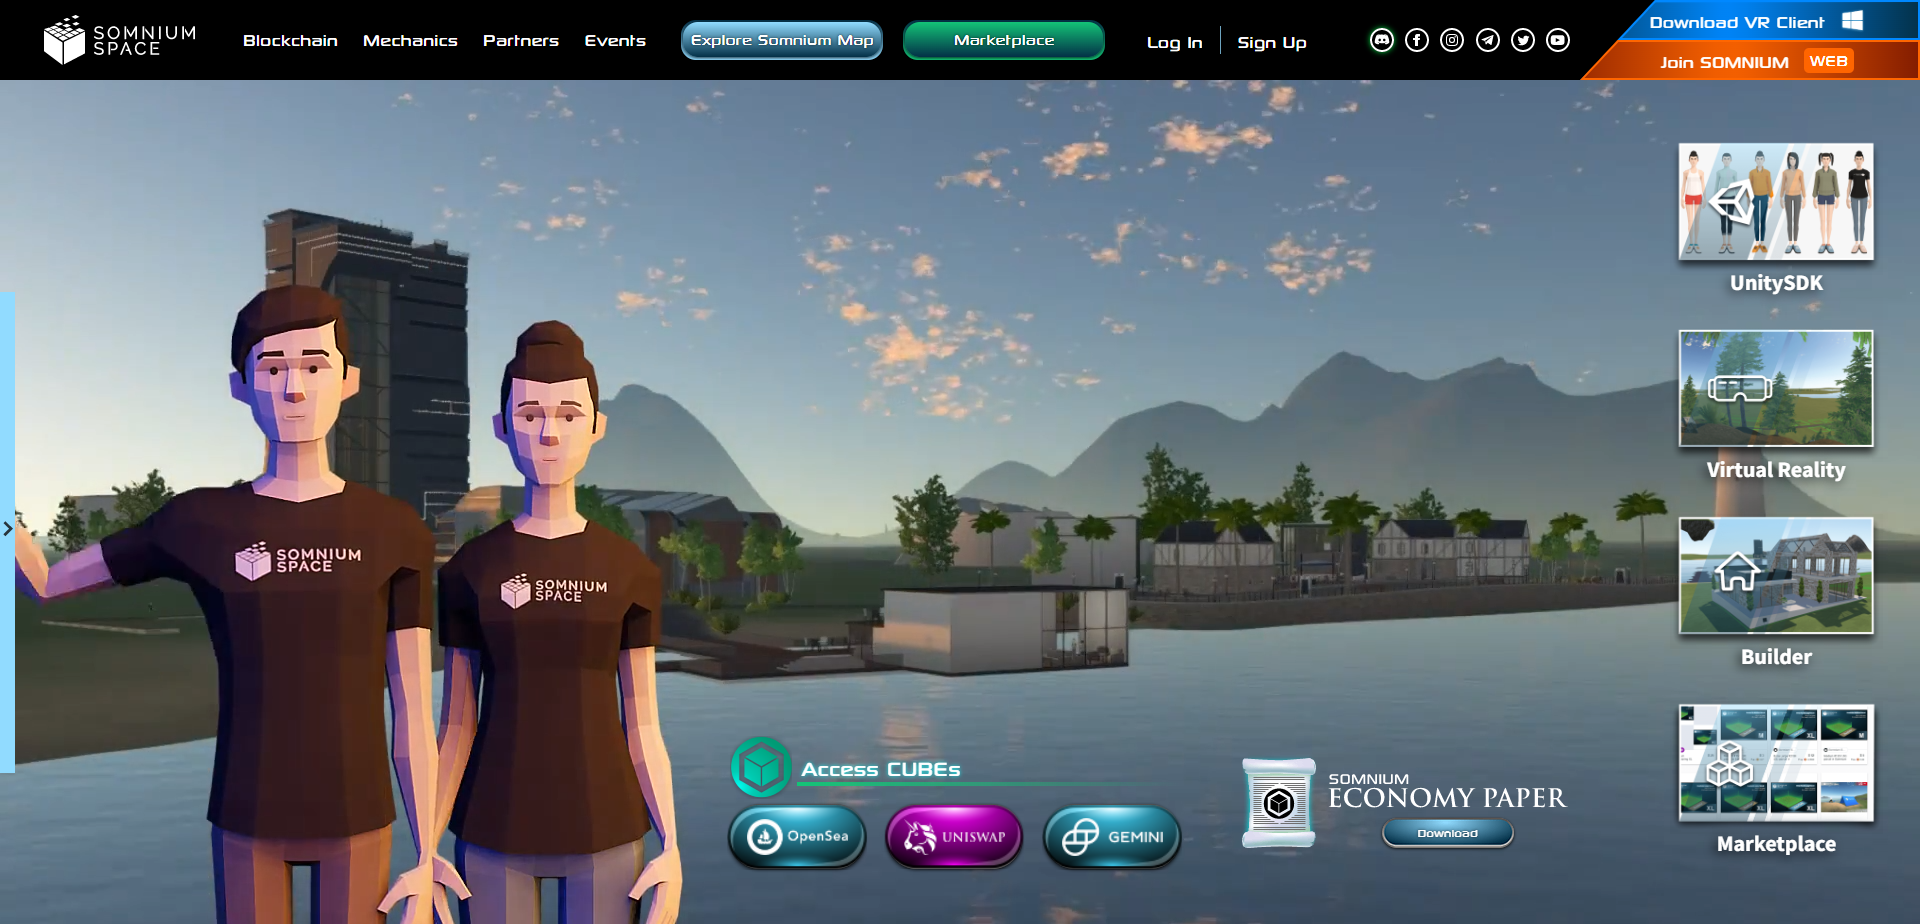 SOMNIUM
SPACE
Blockchain
Mechanics
Partners
Events
Explore Somnium Map
Marketplace
Log In
Sign Up
Download VR Client
Join SOMNIUM WEB
UnitySDK
Virtual Reality
Builder
Marketplace
SOMNIUM
SPACE
SOMNIUM
SPACE
Access CUBEs
OpenSea
UNISWAP
GEMINI
SOMNIUM
ECONOMY PAPER
Download